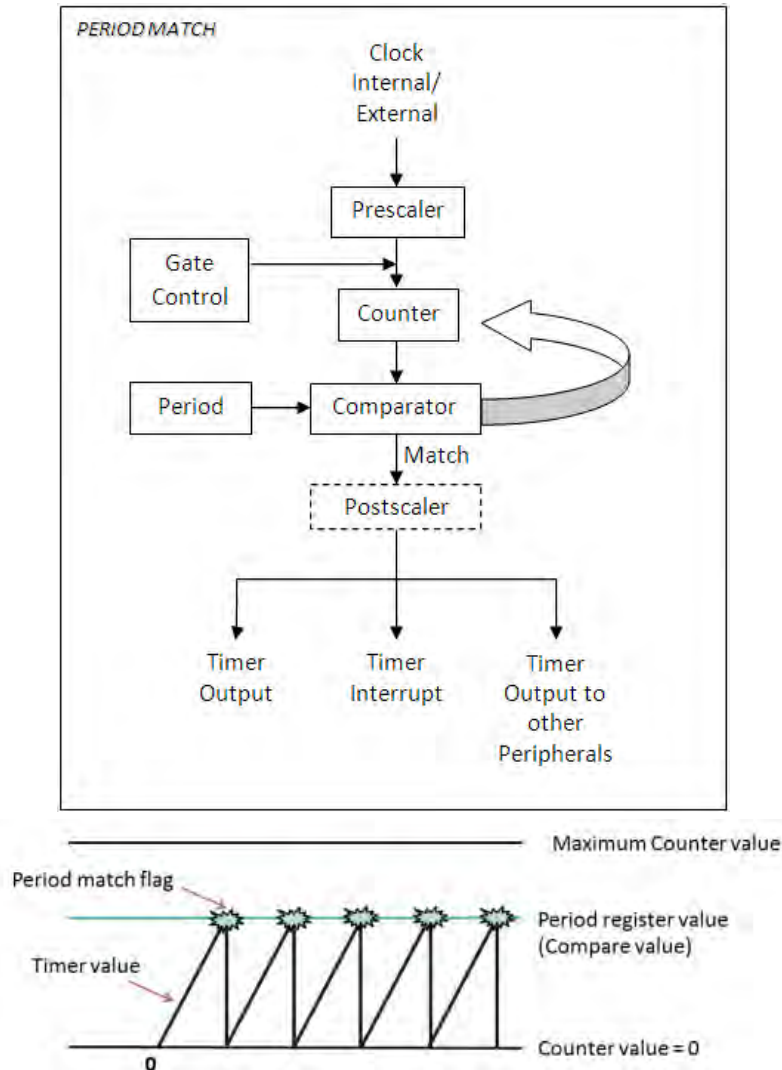 PERIOD MATCH
Clock
Internal/
External
Prescaler
Gate
Control
Counter
Period
Comparator
Match
Postscaler
Timer
Output
Timer
Interrupt
Timer
Output to
other
Peripherals
Maximum Counter value
Period match flag
Period register value
(Compare value)
Timer value
Counter value = 0
0